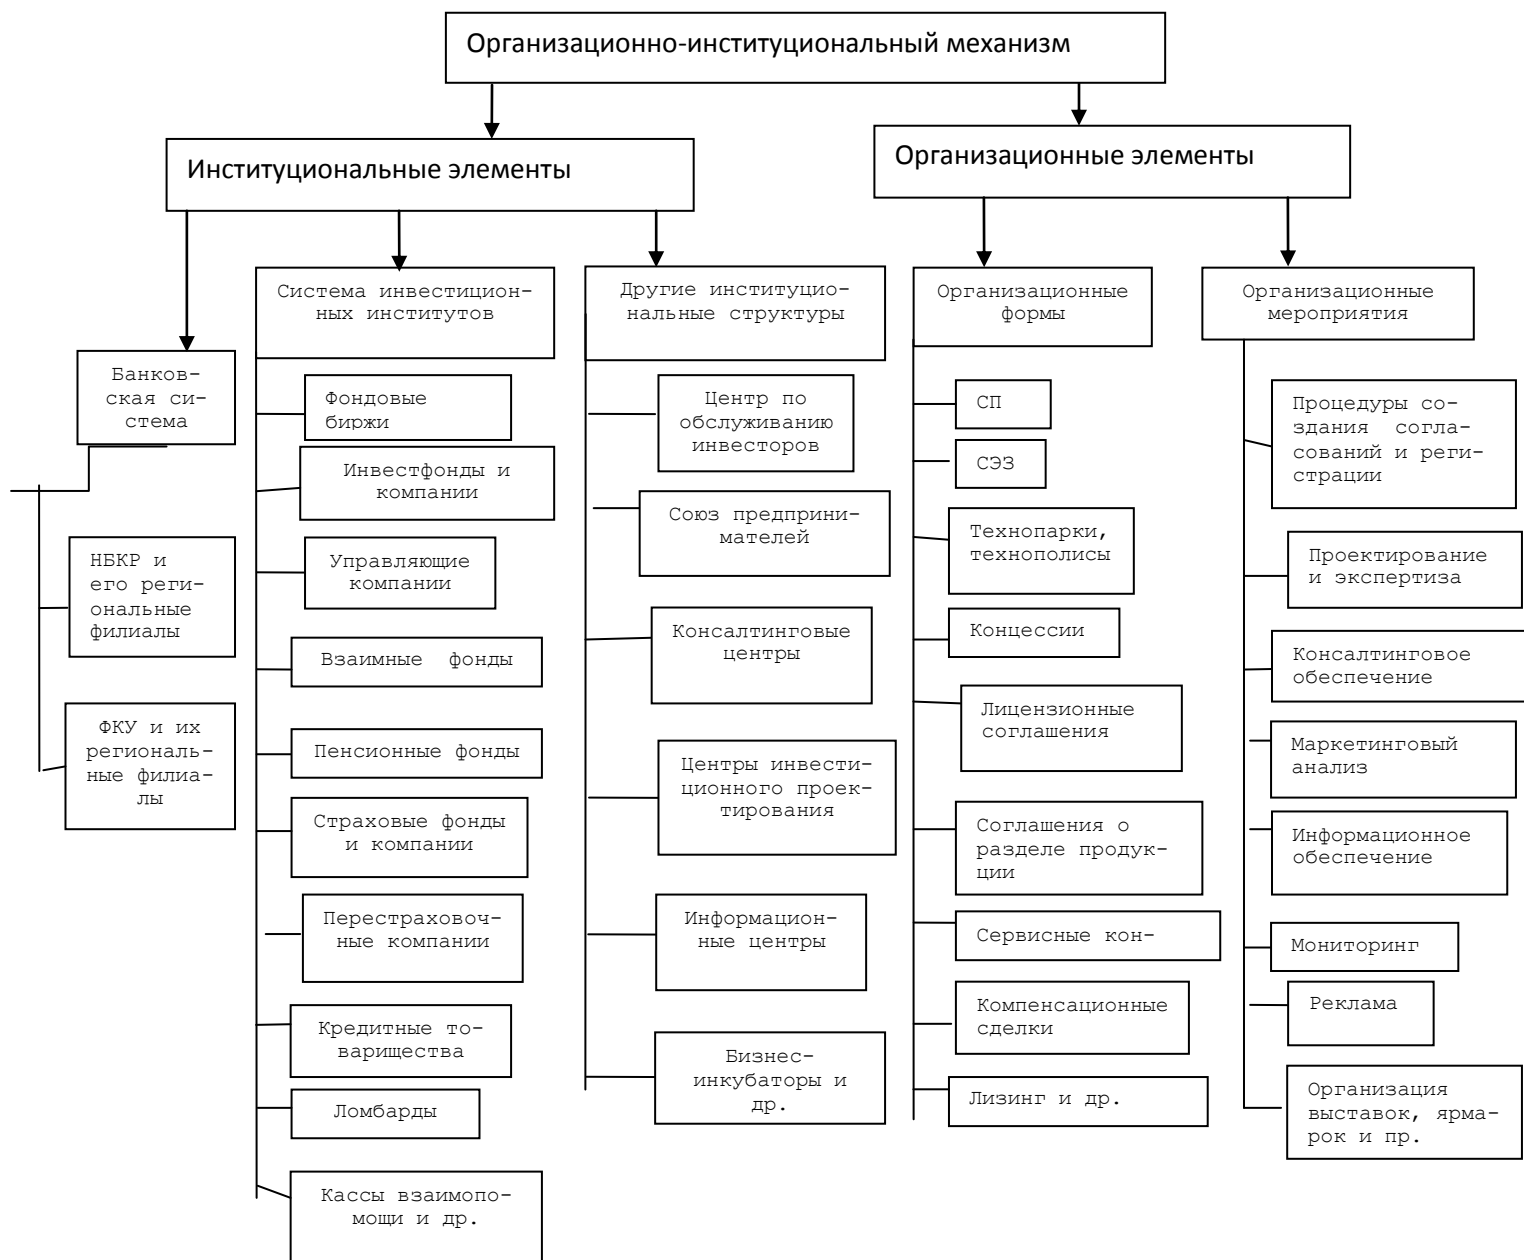 Организационно-институциональный механизм
Институциональные элементы
Организационные элементы
Банков-
ская си-
стема
НБКР и
его реги-
ональные
филиалы
ФКУ и их
региональ-
ные филиа-
лы
Система инвестицион-
ных институтов
Фондовые
биржи
Инвестфонды и
компании
Управляющие
компании
Взаимные  фонды
Пенсионные фонды
Страховые фонды
и компании
Перестраховоч-
ные компании
Кредитные то-
варищества
Ломбарды
Кассы взаимопо-
мощи и др.
Другие институцио-
нальные структуры
Центр по
обслуживанию
инвесторов
Союз предприни-
мателей
Консалтинговые
центры
Центры инвести-
ционного проек-
тирования
Информацион-
ные центры
Бизнес-
инкубаторы и
др.
Организационные
формы
СП
СЭЗ
Технопарки,
технополисы
Концессии
Лицензионные
соглашения
Соглашения о
разделе продук-
ции
Сервисные кон-
Компенсационные
сделки
Лизинг и др.
Организационные
мероприятия
Процедуры со-
здания  согла-
сований и реги-
страции
Проектирование
и экспертиза
Консалтинговое
обеспечение
Маркетинговый
анализ
Информационное
обеспечение
Мониторинг
Реклама
Организация
выставок, ярма-
рок и пр.